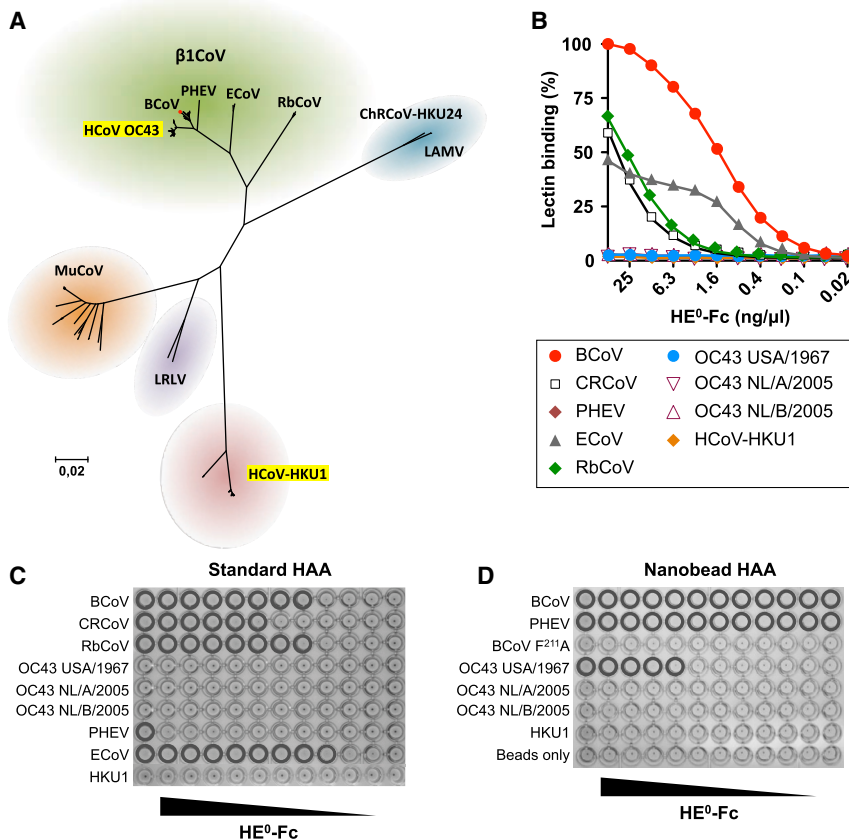 A
β1CoV
PHEV
ECoV
BCoV
RbCoV
HCoV OC43
ChRCoV-HKU24
LAMV
MuCoV
LRLV
HCoV-HKU1
0,02
B
Lectin binding (%)
100
75
50
25
0
25
6.3
1.6
0.4
0.1
0.02
HE⁰-Fc (ng/μl)
BCoV
CRCoV
PHEV
ECoV
RbCoV
OC43 USA/1967
OC43 NL/A/2005
OC43 NL/B/2005
HCoV-HKU1
C
Standard HAA
BCoV
CRCoV
RbCoV
OC43 USA/1967
OC43 NL/A/2005
OC43 NL/B/2005
PHEV
ECoV
HKU1
HE⁰-Fc
D
Nanobead HAA
BCoV
PHEV
BCoV F²¹¹A
OC43 USA/1967
OC43 NL/A/2005
OC43 NL/B/2005
HKU1
Beads only
HE⁰-Fc